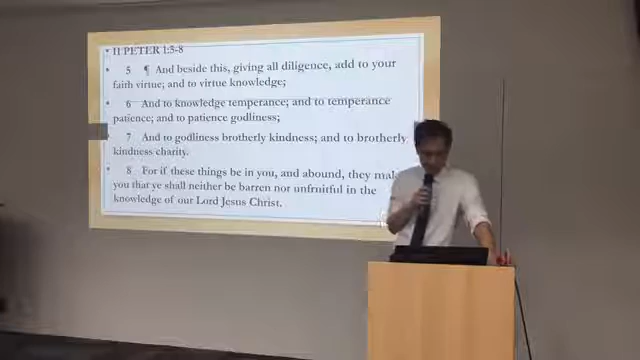 • II PETER 1:5-8
• 5 ¶ And beside this, giving all diligence, add to your
faith virtue; and to virtue knowledge;
• 6 And to knowledge temperance; and to temperance
patience; and to patience godliness;
• 7 And to godliness brotherly kindness; and to brotherly
kindness charity.
• 8 For if these things be in you, and abound, they
you that ye shall neither be barren nor unfruitful in the
knowledge of our Lord Jesus Christ.